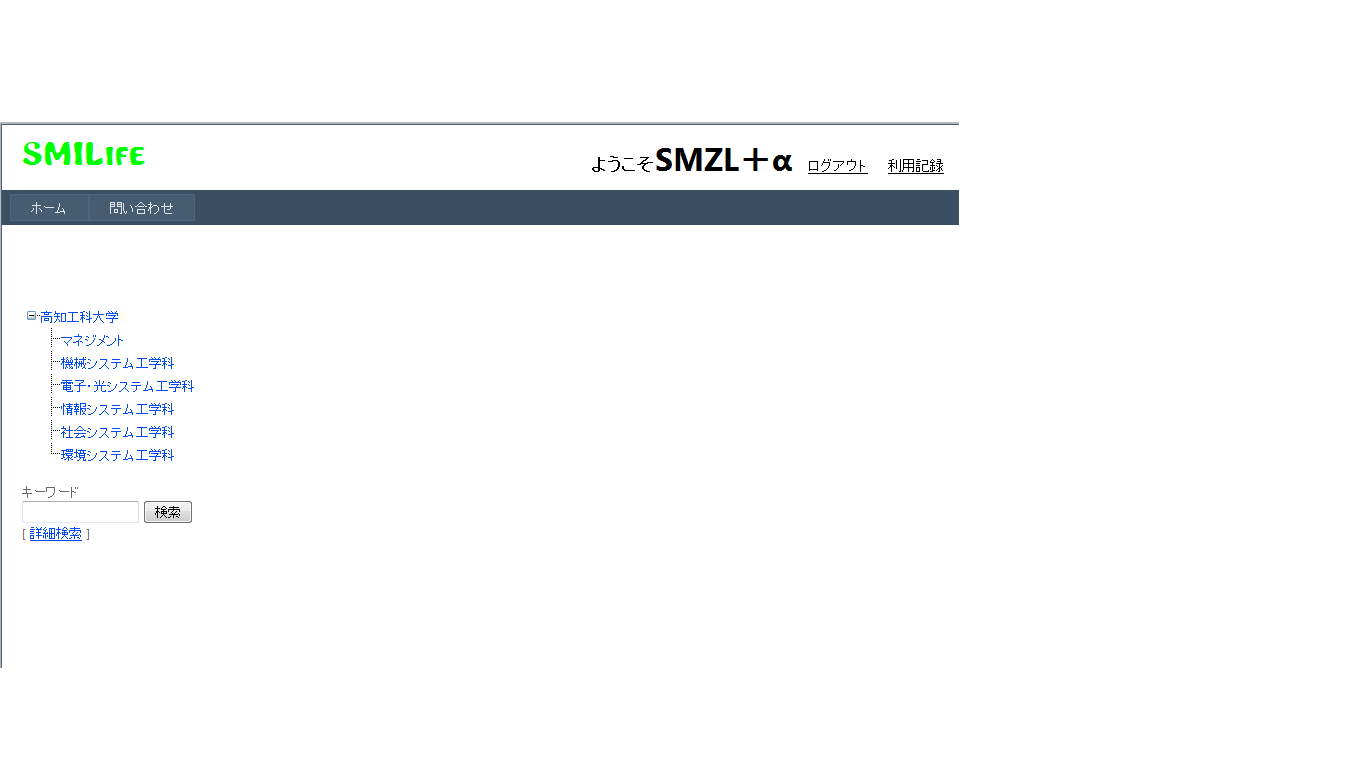 SMILIFE
ようこそSMZL＋α ログアウト 利用記録
ホーム 問い合わせ
高知工科大学
マネジメント
機械システム工学科
電子・光システム工学科
情報システム工学科
社会システム工学科
環境システム工学科
キーワード
検索
[ 詳細検索 ]